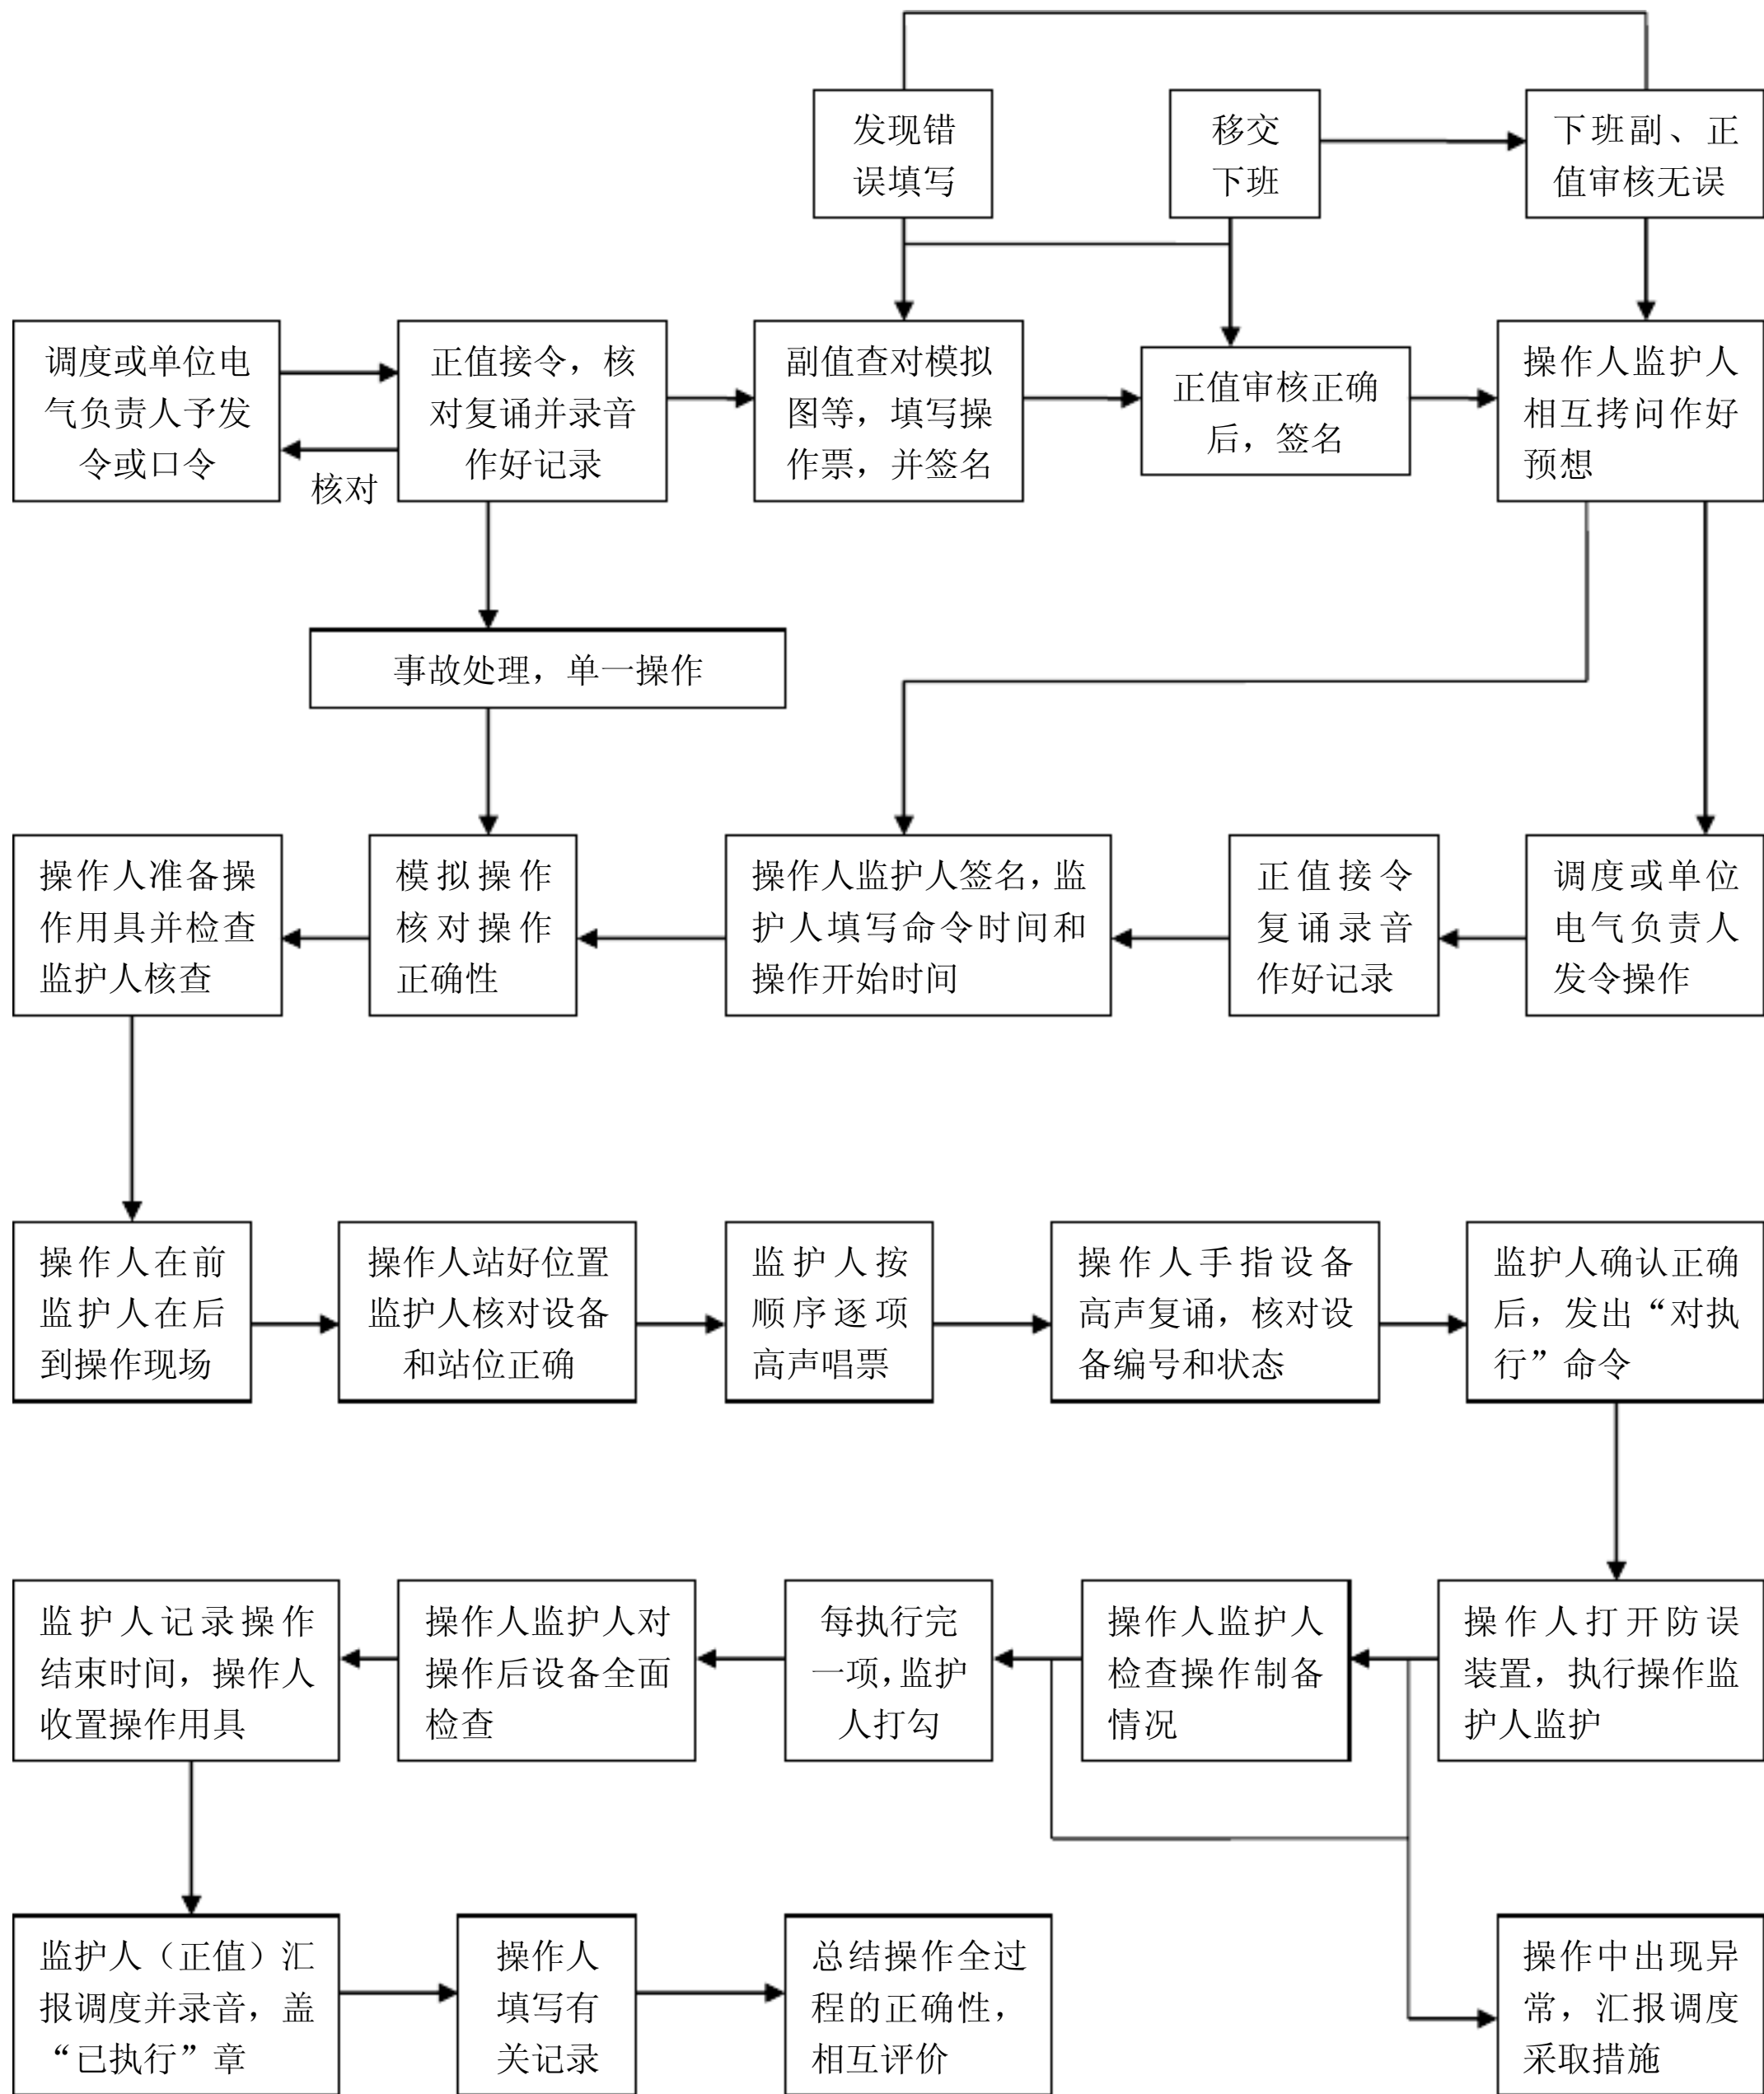 发现错
误填写
移交
下班
下班副、正
值审核无误
调度或单位电
气负责人予发
令或口令
核对
正值接令，核
对复诵并录音
作好记录
副值查对模拟
图等，填写操
作票，并签名
正值审核正确
后，签名
操作人监护人
相互拷问作好
预想
事故处理，单一操作
操作人准备操
作用具并检查
监护人核查
模拟操作
核对操作
正确性
操作人监护人签名，监
护人填写命令时间和
操作开始时间
正值接令
复诵录音
作好记录
调度或单位
电气负责人
发令操作
操作人在前
监护人在后
到操作现场
操作人站好位置
监护人核对设备
和站位正确
监护人按
顺序逐项
高声唱票
操作人手指设备
高声复诵，核对设
备编号和状态
监护人确认正确
后，发出“对执
行”命令
监护人记录操作
结束时间，操作人
收置操作用具
操作人监护人对
操作后设备全面
检查
每执行完
一项，监护
人打勾
操作人监护人
检查操作制备
情况
操作人打开防误
装置，执行操作监
护人监护
监护人（正值）汇
报调度并录音，盖
“已执行”章
操作人
填写有
关记录
总结操作全过
程的正确性，
相互评价
操作中出现异
常，汇报调度
采取措施